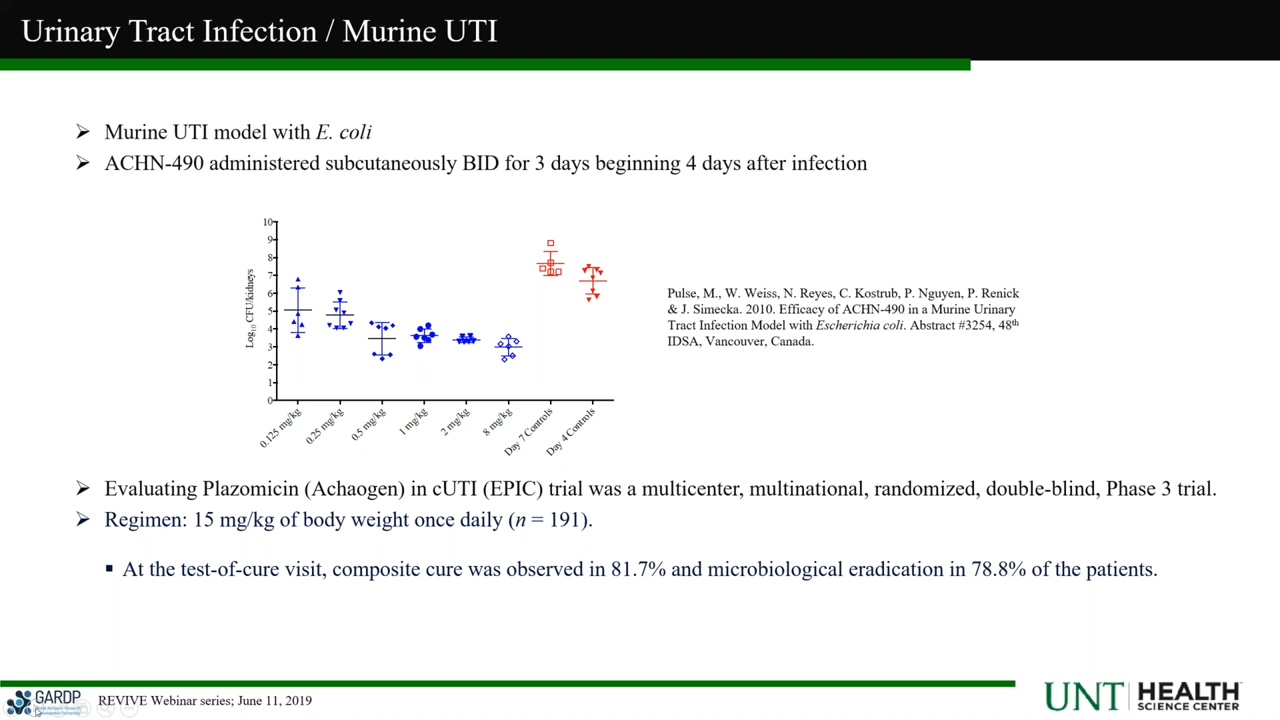 Urinary Tract Infection / Murine UTI
➢ Murine UTI model with E. coli
➢ ACHN-490 administered subcutaneously BID for 3 days beginning 4 days after infection
10
9
8
7
6
5
4
3
2
1
0
Log10 CFU/kidneys
0.125 mg/kg
0.25 mg/kg
0.5 mg/kg
1 mg/kg
2 mg/kg
8 mg/kg
Day 7 Controls
Day 4 Controls
Pulse, M., W. Weiss, N. Reyes, C. Kostrub, P. Nguyen, P. Renick
& J. Simecka. 2010. Efficacy of ACHN-490 in a Murine Urinary
Tract Infection Model with Escherichia coli. Abstract #3254, 48th
IDSA, Vancouver, Canada.
➢ Evaluating Plazomicin (Achaogen) in cUTI (EPIC) trial was a multicenter, multinational, randomized, double-blind, Phase 3 trial.
➢ Regimen: 15 mg/kg of body weight once daily (n = 191).
▪ At the test-of-cure visit, composite cure was observed in 81.7% and microbiological eradication in 78.8% of the patients.
GARDP
REVIVE Webinar series; June 11, 2019
UNT HEALTH
SCIENCE CENTER